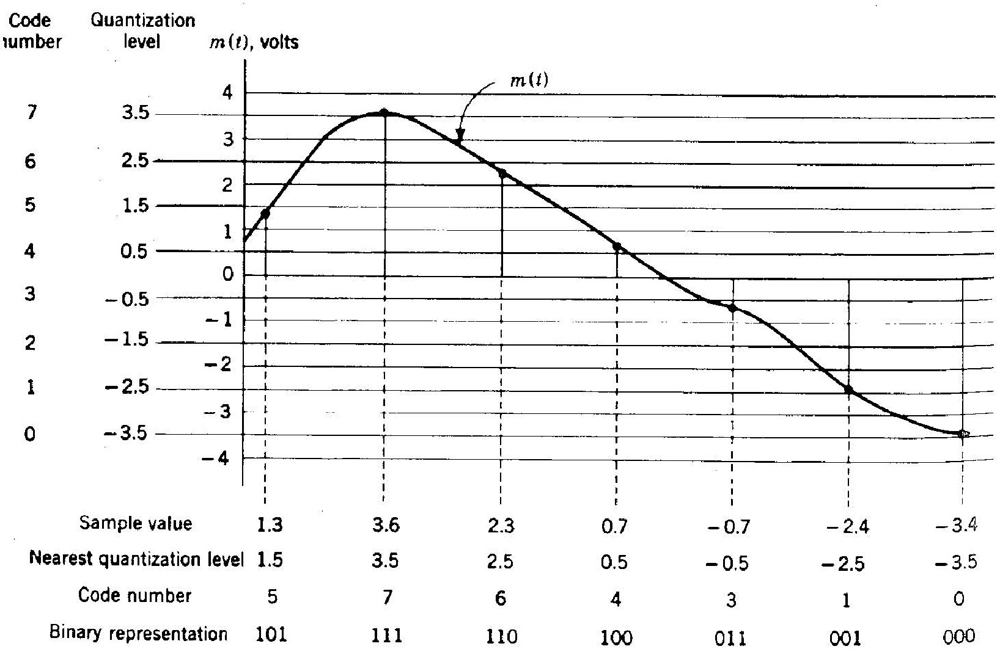 Code Quantization
number level m(t), volts
m(t)
4
7 3.5
3
6 2.5
2
5 1.5
1
4 0.5
0
3 −0.5
−1
2 −1.5
−2
1 −2.5
−3
0 −3.5
−4
Sample value 1.3 3.6 2.3 0.7 −0.7 −2.4 −3.4
Nearest quantization level 1.5 3.5 2.5 0.5 −0.5 −2.5 −3.5
Code number 5 7 6 4 3 1 0
Binary representation 101 111 110 100 011 001 000